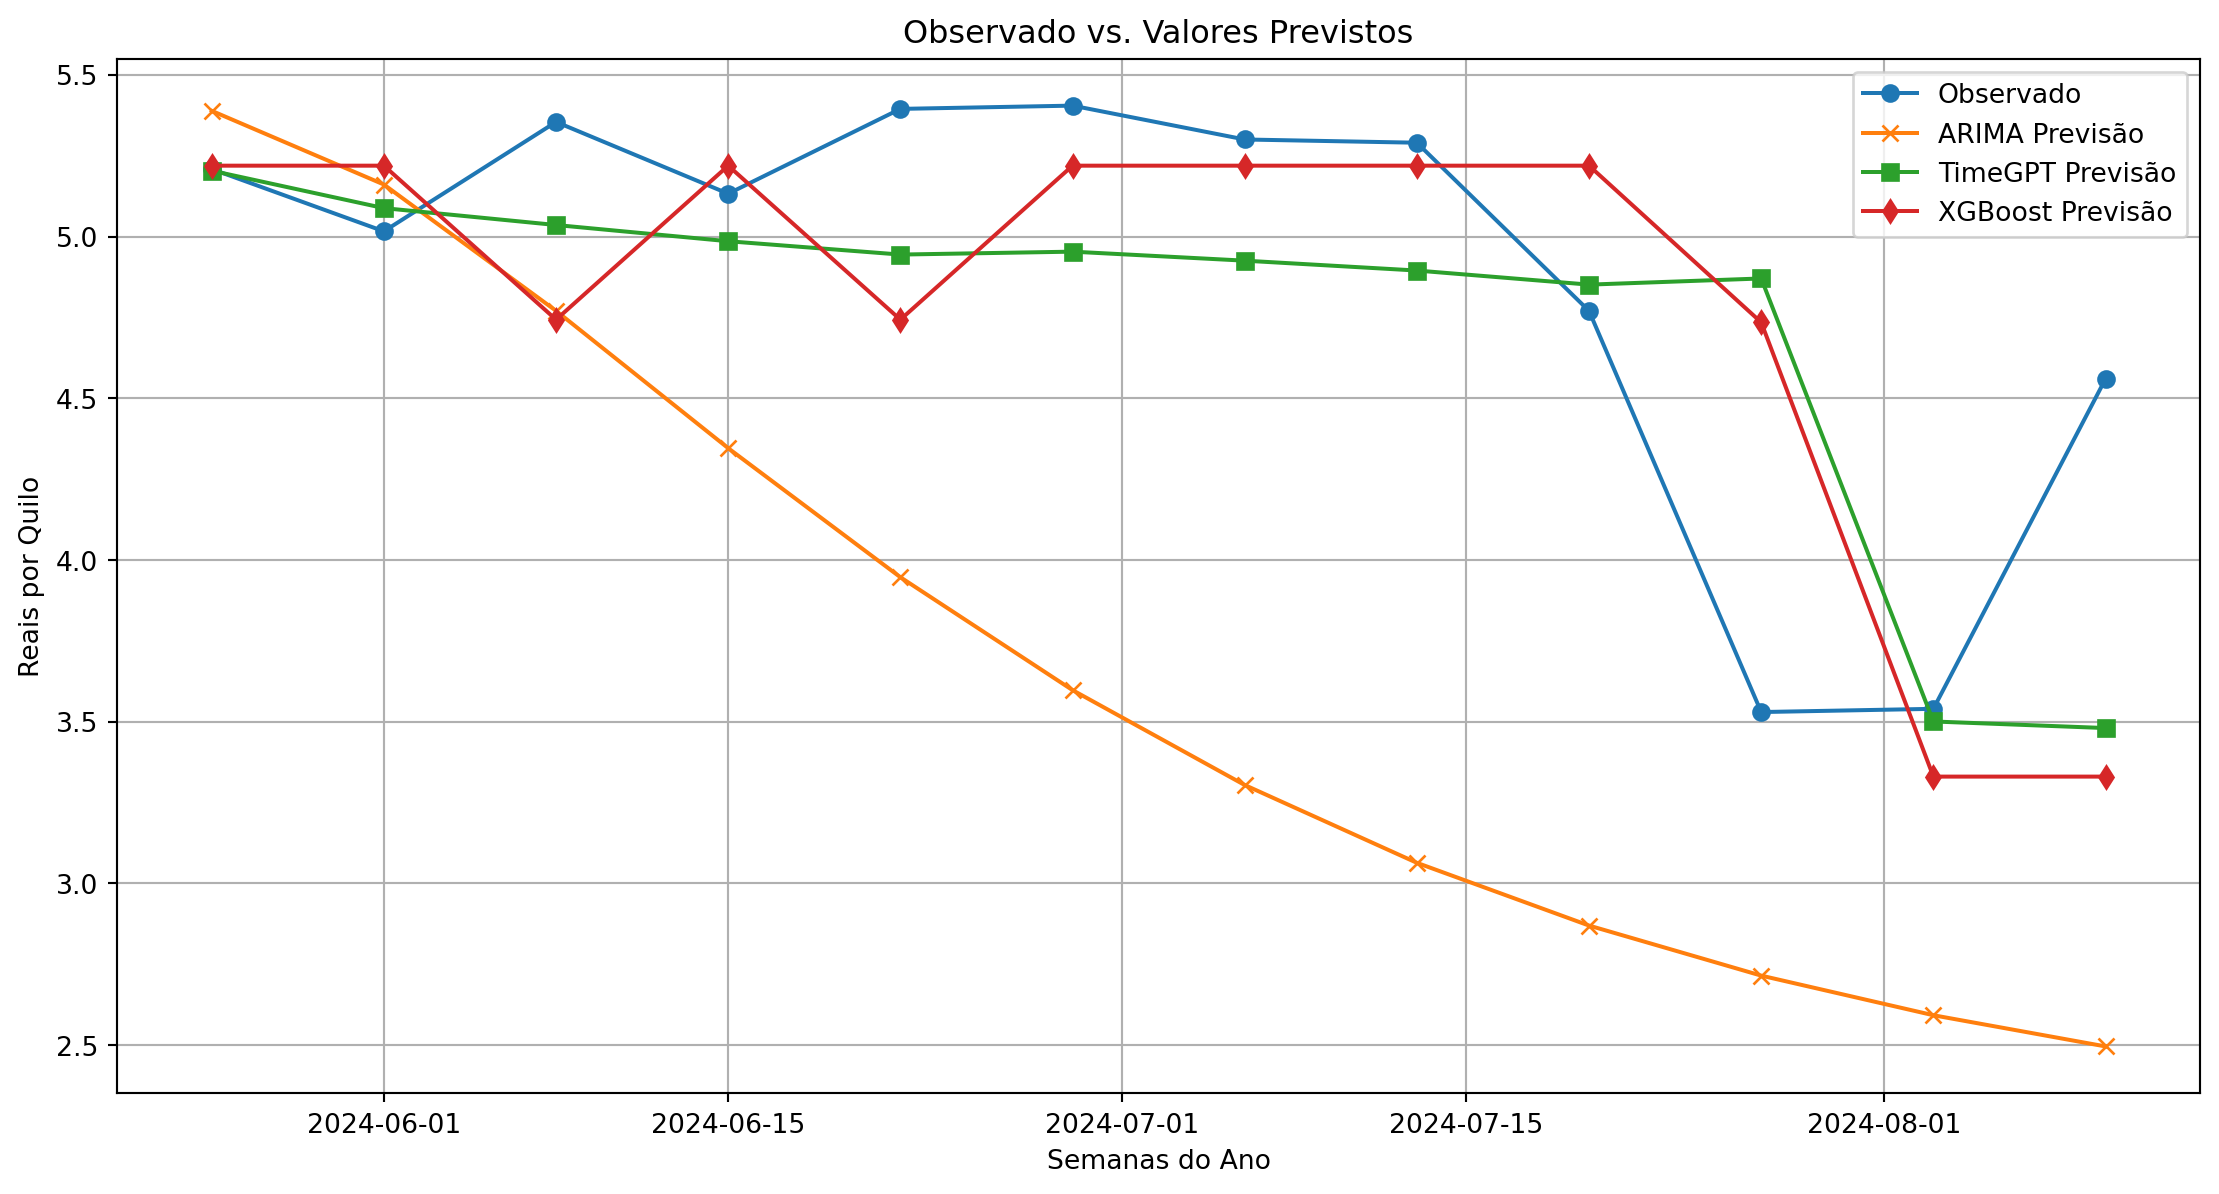 Observado vs. Valores Previstos
5.5
5.0
4.5
4.0
3.5
3.0
2.5
Reais por Quilo
Observado
ARIMA Previsão
TimeGPT Previsão
XGBoost Previsão
2024-06-01
2024-06-15
2024-07-01
2024-07-15
2024-08-01
Semanas do Ano